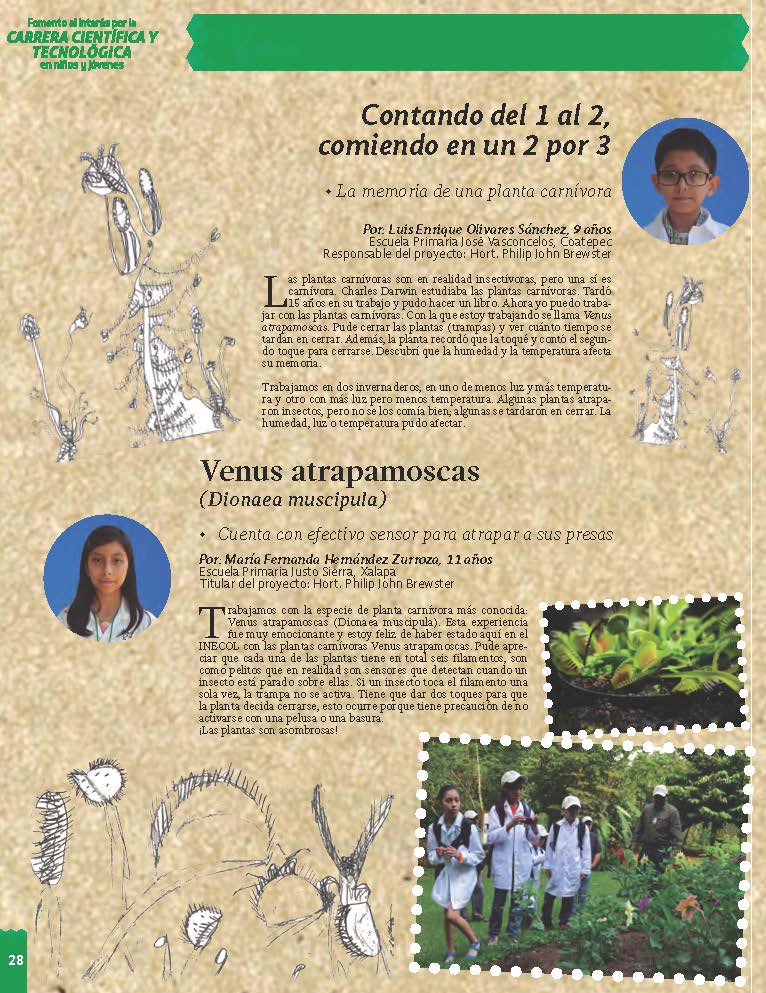 Fomento al interés por la
CARRERA CIENTÍFICA Y
TECNOLÓGICA
en niños y jóvenes
Contando del 1 al 2,
comiendo en un 2 por 3
• La memoria de una planta carnívora
Por: Luis Enrique Olivares Sánchez, 9 años
Escuela Primaria José Vasconcelos, Coatepec
Responsable del proyecto: Hort. Philip John Brewster
Las plantas carnívoras son en realidad insectívoras, pero una sí es
carnívora. Charles Darwin estudiaba las plantas carnívoras. Tardó
15 años en su trabajo y pudo hacer un libro. Ahora yo puedo traba-
jar con las plantas carnívoras. Con la que estoy trabajando se llama Venus
atrapamoscas. Pude cerrar las plantas (trampas) y ver cuánto tiempo se
tardan en cerrar. Además, la planta recordó que la toqué y contó el segun-
do toque para cerrarse. Descubrí que la humedad y la temperatura afecta
su memoria.
Trabajamos en dos invernaderos, en uno de menos luz y más temperatu-
ra y otro con más luz pero menos temperatura. Algunas plantas atrapa-
ron insectos, pero no se los comía bien; algunas se tardaron en cerrar. La
humedad, luz o temperatura pudo afectar.
Venus atrapamoscas
(Dionaea muscipula)
• Cuenta con efectivo sensor para atrapar a sus presas
Por: María Fernanda Hernández Zurroza, 11 años
Escuela Primaria Justo Sierra, Xalapa
Titular del proyecto: Hort. Philip John Brewster
Trabajamos con la especie de planta carnívora más conocida:
Venus atrapamoscas (Dionaea muscipula). Esta experiencia
fue muy emocionante y estoy feliz de haber estado aquí en el
INECOL con las plantas carnívoras Venus atrapamoscas. Pude apre-
ciar que cada una de las plantas tiene en total seis filamentos, son
como pelitos que en realidad son sensores que detectan cuando un
insecto está parado sobre ellas. Si un insecto toca el filamento una
sola vez, la trampa no se activa. Tiene que dar dos toques para que
la planta decida cerrarse, esto ocurre porque tiene precaución de no
activarse con una pelusa o una basura.
¡Las plantas son asombrosas!
28